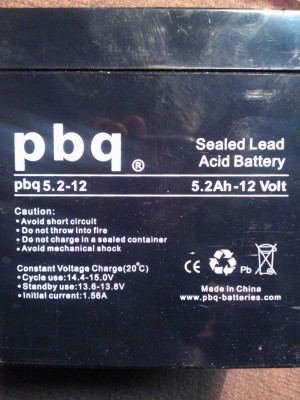 pbq®
Sealed Lead
Acid Battery
pbq 5.2-12
5.2Ah-12 Volt
Caution:
• Avoid short circuit
• Do not throw into fire
• Do not charge in a sealed container
• Avoid mechanical shock
Constant Voltage Charge(20°C)
• Cycle use:14.4-15.0V
• Standby use:13.6-13.8V
• Initial current:1.56A
CE
Pb
Made in China
www.pbq-batteries.com